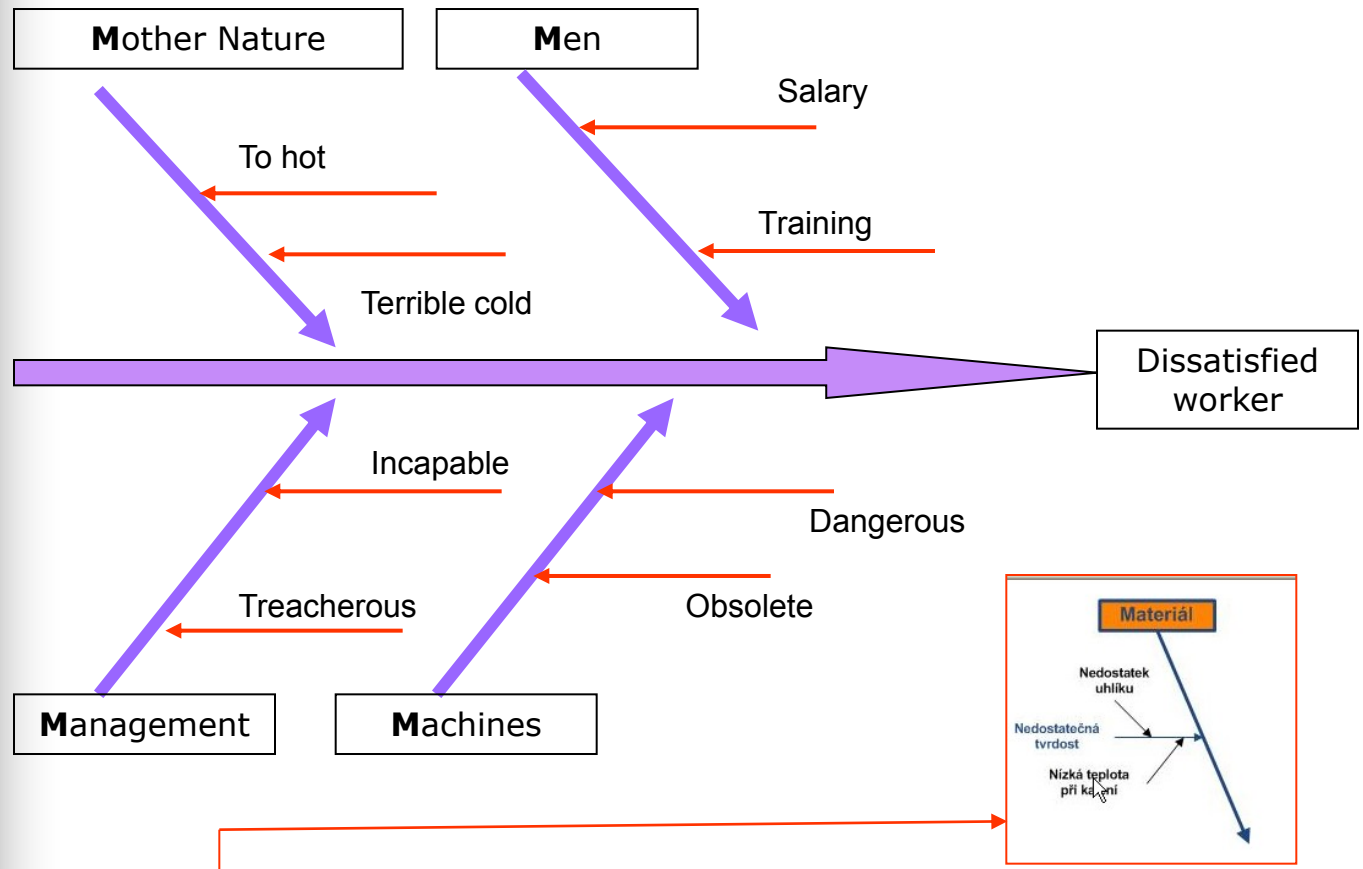 Mother Nature
Men
Salary
To hot
Training
Terrible cold
Dissatisfied
worker
Incapable
Dangerous
Treacherous
Obsolete
Management
Machines
Materiál
Nedostatek
uhlíku
Nedostatečná
tvrdost
Nízká teplota
při kalení